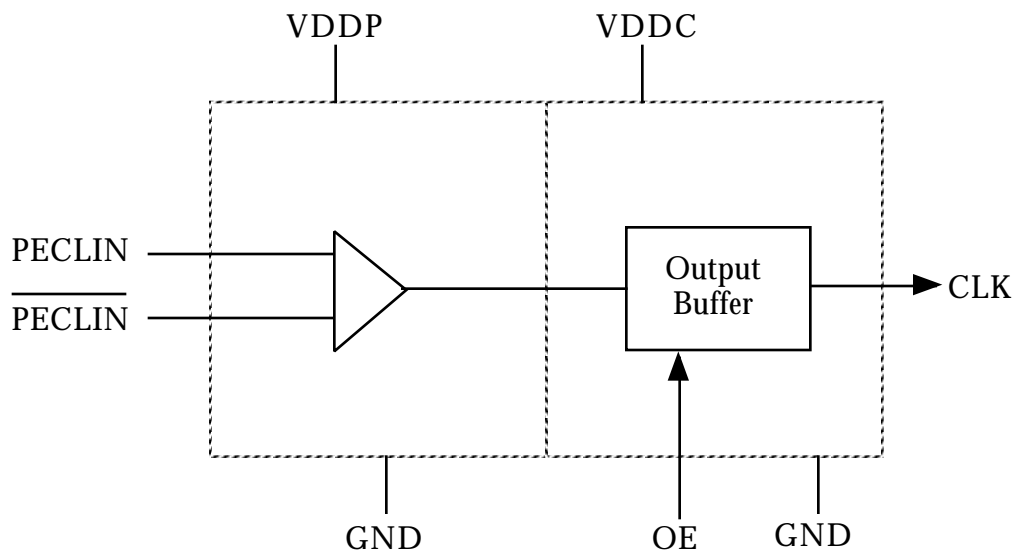 VDDP
VDDC
PECLIN
PECLIN
Output
Buffer
CLK
GND
OE
GND